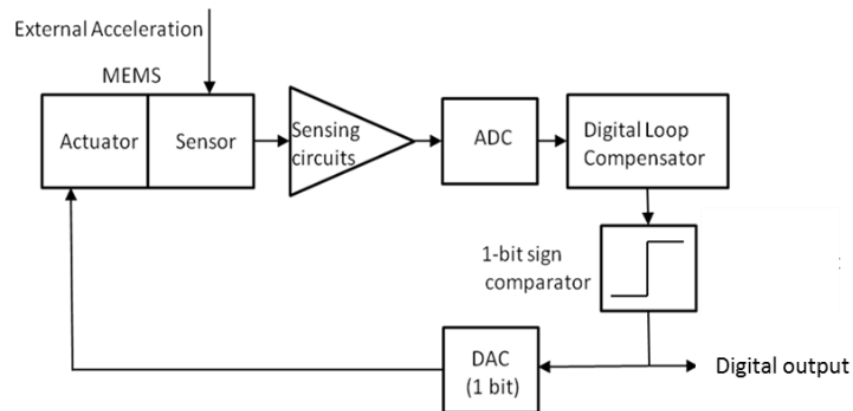 External Acceleration
MEMS
Actuator
Sensor
Sensing
circuits
ADC
Digital Loop
Compensator
1-bit sign
comparator
DAC
(1 bit)
Digital output